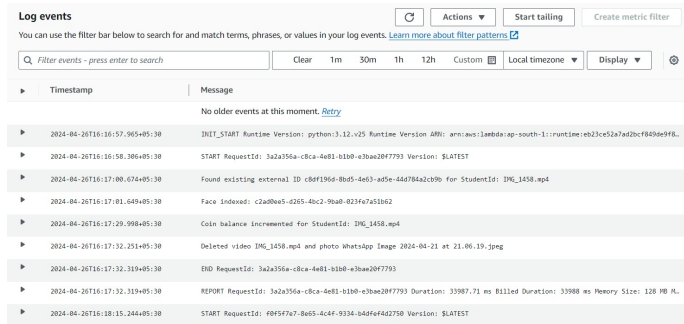 Log events
Actions ▼
Start tailing
Create metric filter
You can use the filter bar below to search for and match terms, phrases, or values in your log events. Learn more about filter patterns
Filter events - press enter to search
Clear 1m 30m 1h 12h Custom Local timezone ▼ Display ▼
Timestamp Message
No older events at this moment. Retry
2024-04-26T16:16:57.965+05:30 INIT_START Runtime Version: python:3.12.v25 Runtime Version ARN: arn:aws:lambda:ap-south-1::runtime:eb23ce52a7ad2bcf849de9f8…
2024-04-26T16:16:58.306+05:30 START RequestId: 3a2a356a-c8ca-4e81-b1b0-e3bae20f7793 Version: $LATEST
2024-04-26T16:17:00.674+05:30 Found existing external ID c8df196d-8bd5-4e63-ad5e-44d784a2cb9b for StudentId: IMG_1458.mp4
2024-04-26T16:17:01.649+05:30 Face indexed: c2ad0ee5-d265-4bc2-9ba0-023fe7a51b62
2024-04-26T16:17:29.998+05:30 Coin balance incremented for StudentId: IMG_1458.mp4
2024-04-26T16:17:32.251+05:30 Deleted video IMG_1458.mp4 and photo WhatsApp Image 2024-04-21 at 21.06.19.jpeg
2024-04-26T16:17:32.319+05:30 END RequestId: 3a2a356a-c8ca-4e81-b1b0-e3bae20f7793
2024-04-26T16:17:32.319+05:30 REPORT RequestId: 3a2a356a-c8ca-4e81-b1b0-e3bae20f7793 Duration: 33987.71 ms Billed Duration: 33988 ms Memory Size: 128 MB M…
2024-04-26T16:18:15.244+05:30 START RequestId: f0f5f7e7-8e65-4c4f-9334-b4dfef4d2750 Version: $LATEST